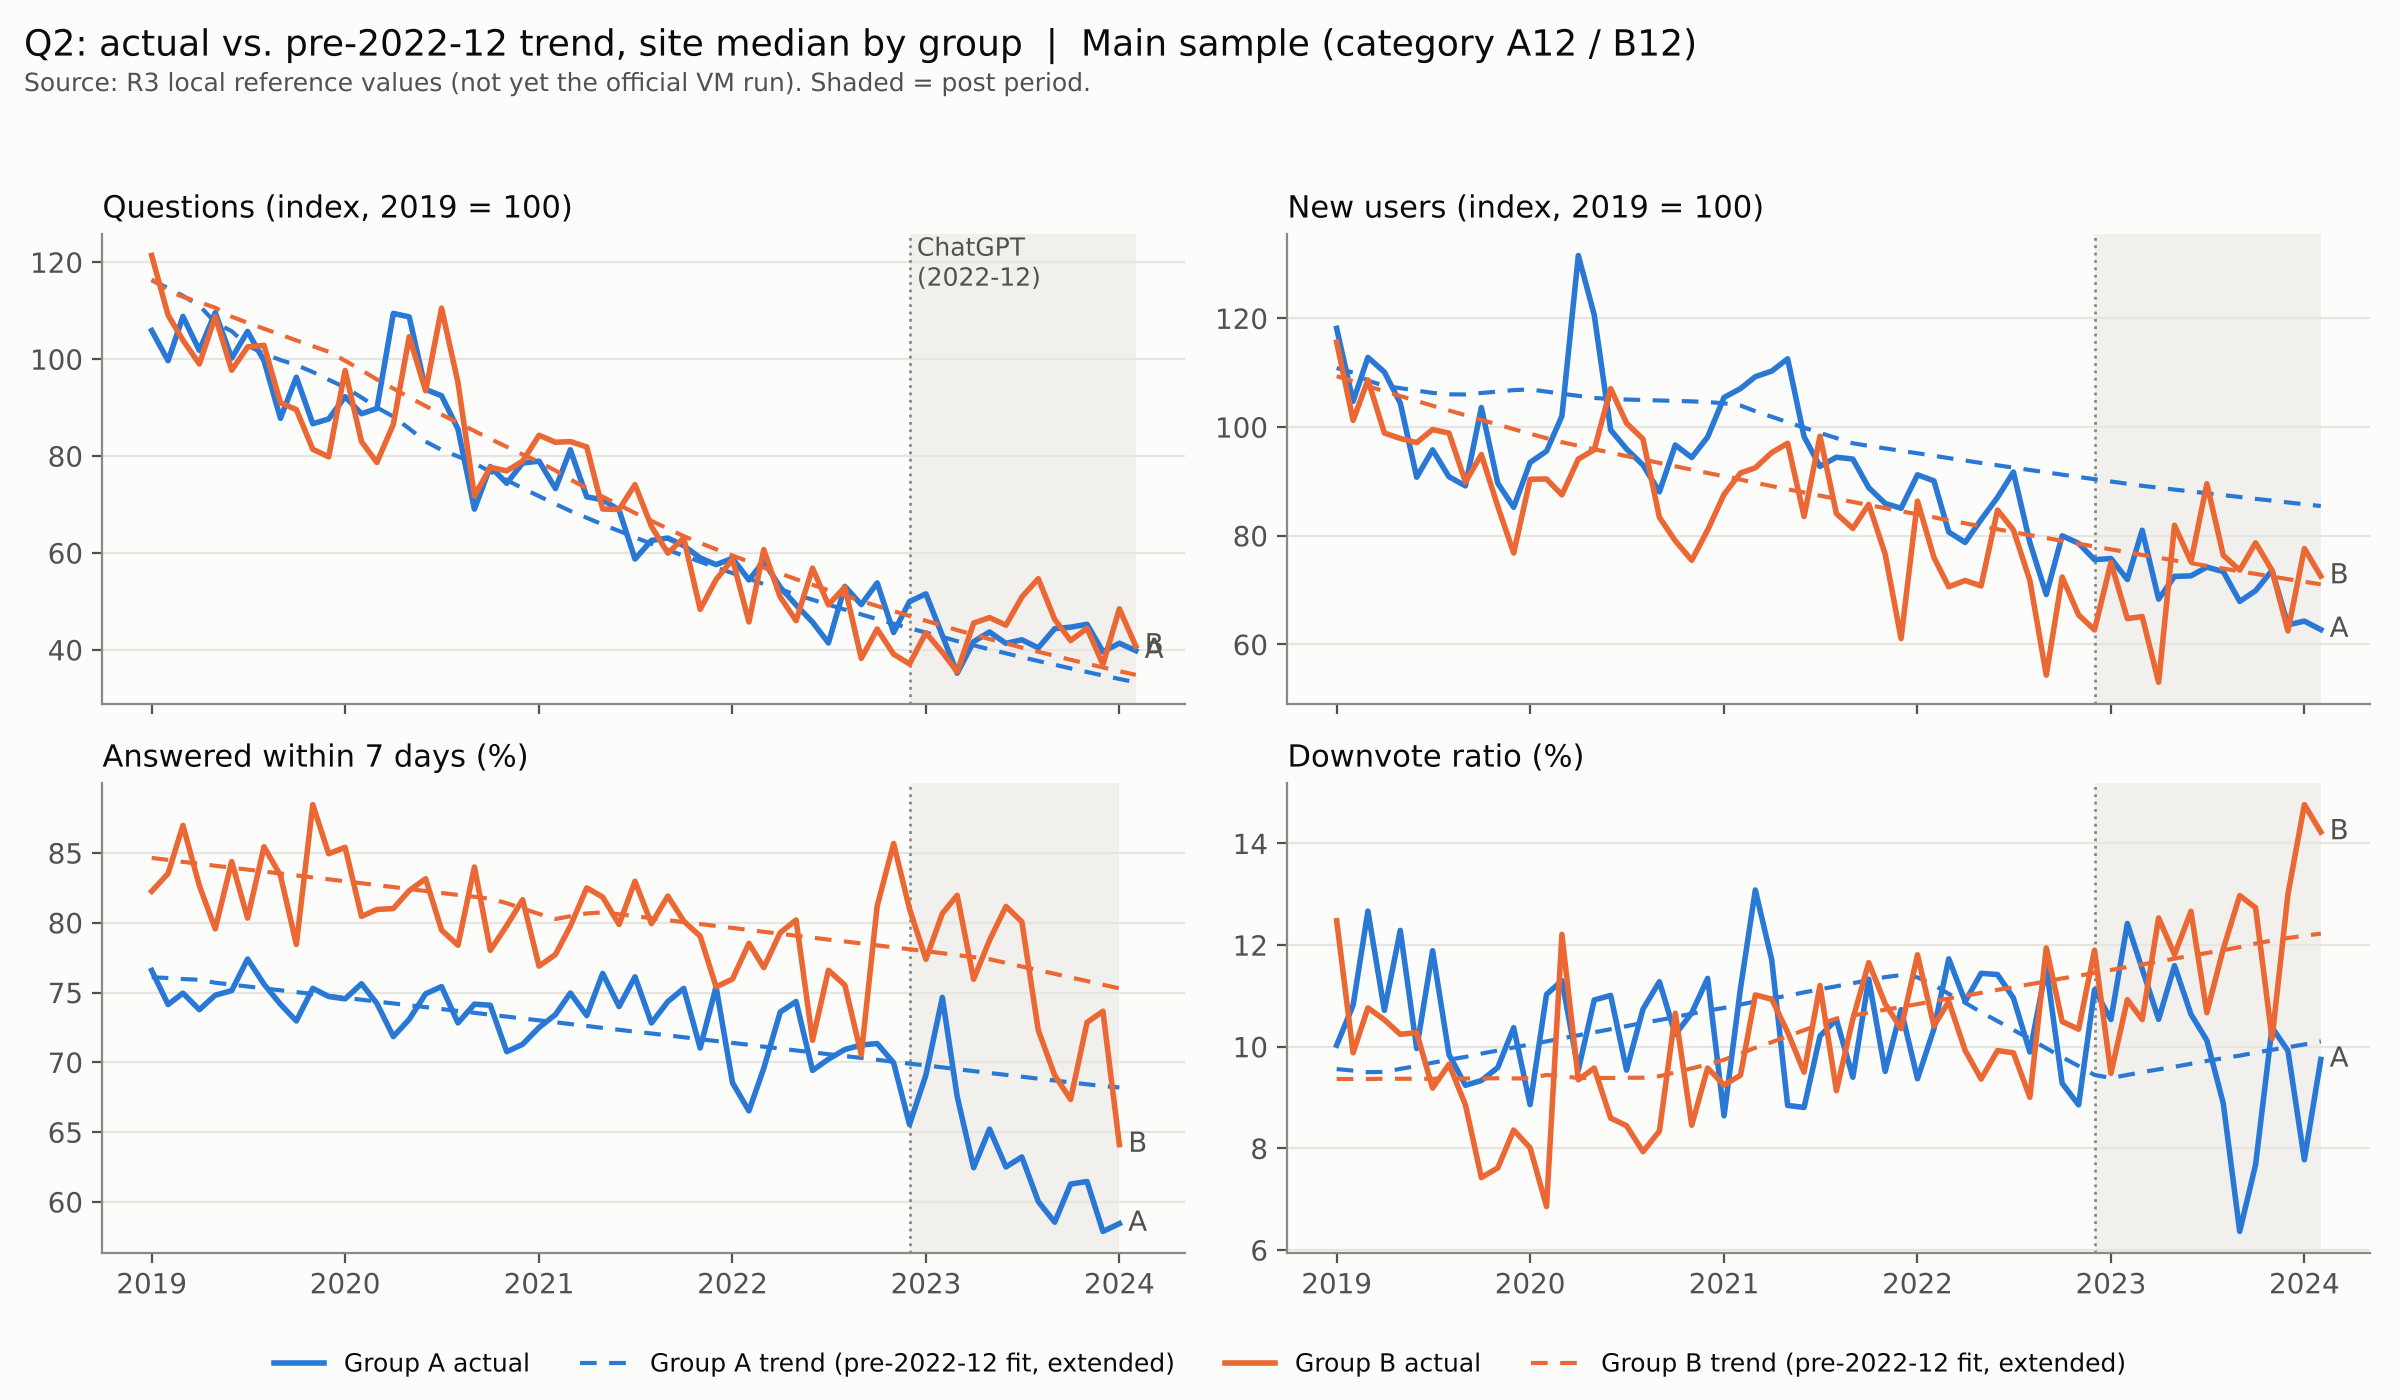 Q2: actual vs. pre-2022-12 trend, site median by group  |  Main sample (category A12 / B12)
Source: R3 local reference values (not yet the official VM run). Shaded = post period.
Questions (index, 2019 = 100)
120
100
80
60
40
ChatGPT
(2022-12)
B
A
New users (index, 2019 = 100)
120
100
80
60
B
A
Answered within 7 days (%)
85
80
75
70
65
60
B
A
2019 2020 2021 2022 2023 2024
Downvote ratio (%)
14
12
10
8
6
B
A
2019 2020 2021 2022 2023 2024
Group A actual Group A trend (pre-2022-12 fit, extended) Group B actual Group B trend (pre-2022-12 fit, extended)